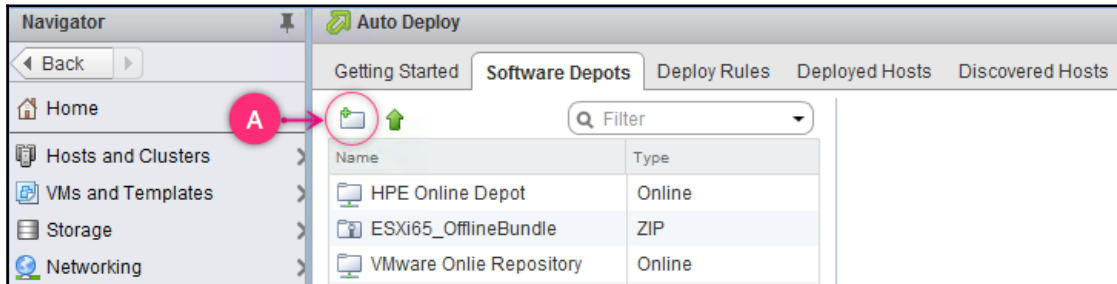 Navigator
Auto Deploy
Back
Getting Started Software Depots Deploy Rules Deployed Hosts Discovered Hosts
Home
A
Filter
Hosts and Clusters
Name Type
VMs and Templates
HPE Online Depot Online
Storage
ESXi65_OfflineBundle ZIP
Networking
VMware Onlie Repository Online